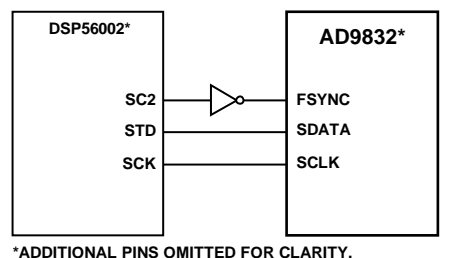 DSP56002*
AD9832*
SC2
FSYNC
STD
SDATA
SCK
SCLK
*ADDITIONAL PINS OMITTED FOR CLARITY.